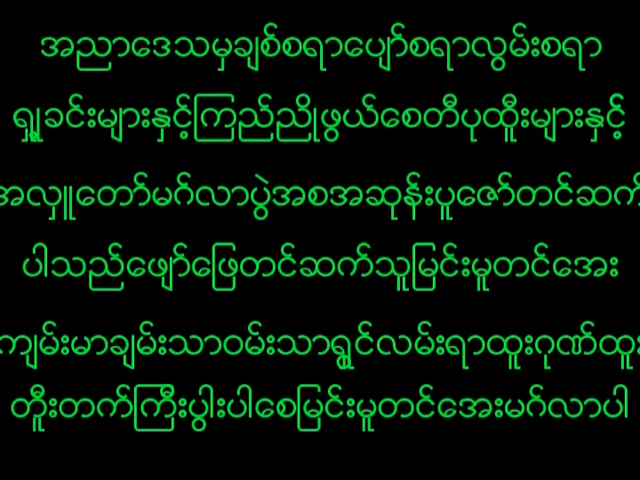 အညာဒေသမှချစ်စရာပျော်စရာလွမ်းစရာ
ရှု့ခင်းများနှင့်ကြည်ညိုဖွယ်စေတီပုထိူးများနှင့်
အလှူတော်မင်္ဂလာပွဲအစအဆုန်းပူဇော်တင်ဆက်
ပါသည်ဖျော်ဖြေတင်ဆက်သူမြင်းမူတင်အေး
ကျမ်းမာချမ်းသာဝမ်းသာရွှင်လမ်းရာထူးဂုဏ်ထူး
တိူးတက်ကြီးပွါးပါစေမြင်းမူတင်အေးမင်္ဂလာပါ